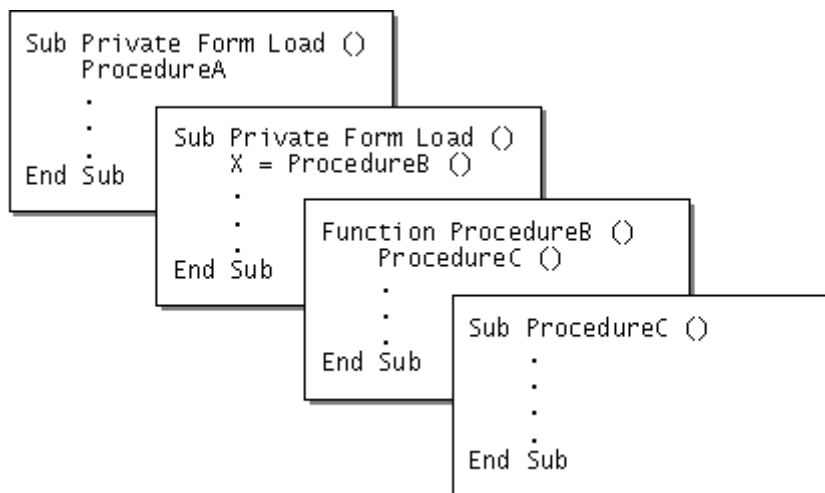 Sub Private Form Load ()
ProcedureA
.
.
.
End Sub
Sub Private Form Load ()
X = ProcedureB ()
.
.
.
End Sub
Function ProcedureB ()
ProcedureC ()
.
.
.
End Sub
Sub ProcedureC ()
.
.
.
.
End Sub